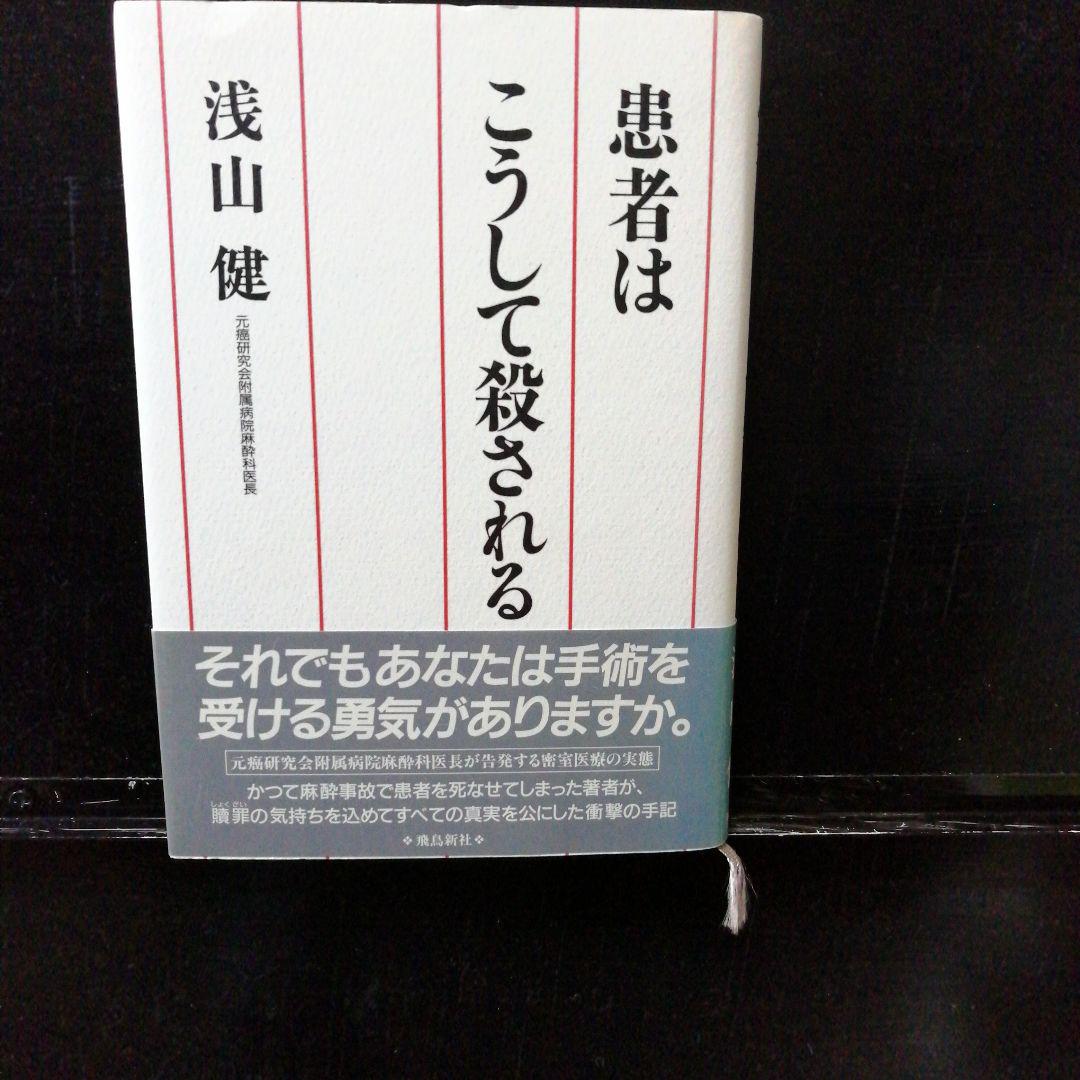 患者は
こうして殺される
浅山 健
元癌研究会附属病院麻酔科医長
それでもあなたは手術を
受ける勇気がありますか。
元癌研究会附属病院麻酔科医長が告発する密室医療の実態
かつて麻酔事故で患者を死なせてしまった著者が、
贖罪の気持ちを込めてすべての真実を公にした衝撃の手記
しょくざい
❖飛鳥新社❖